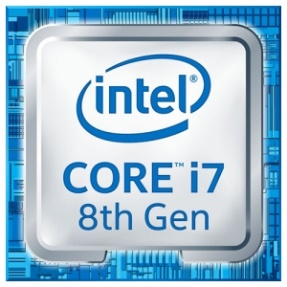 intel
CORE™ i7
8th Gen